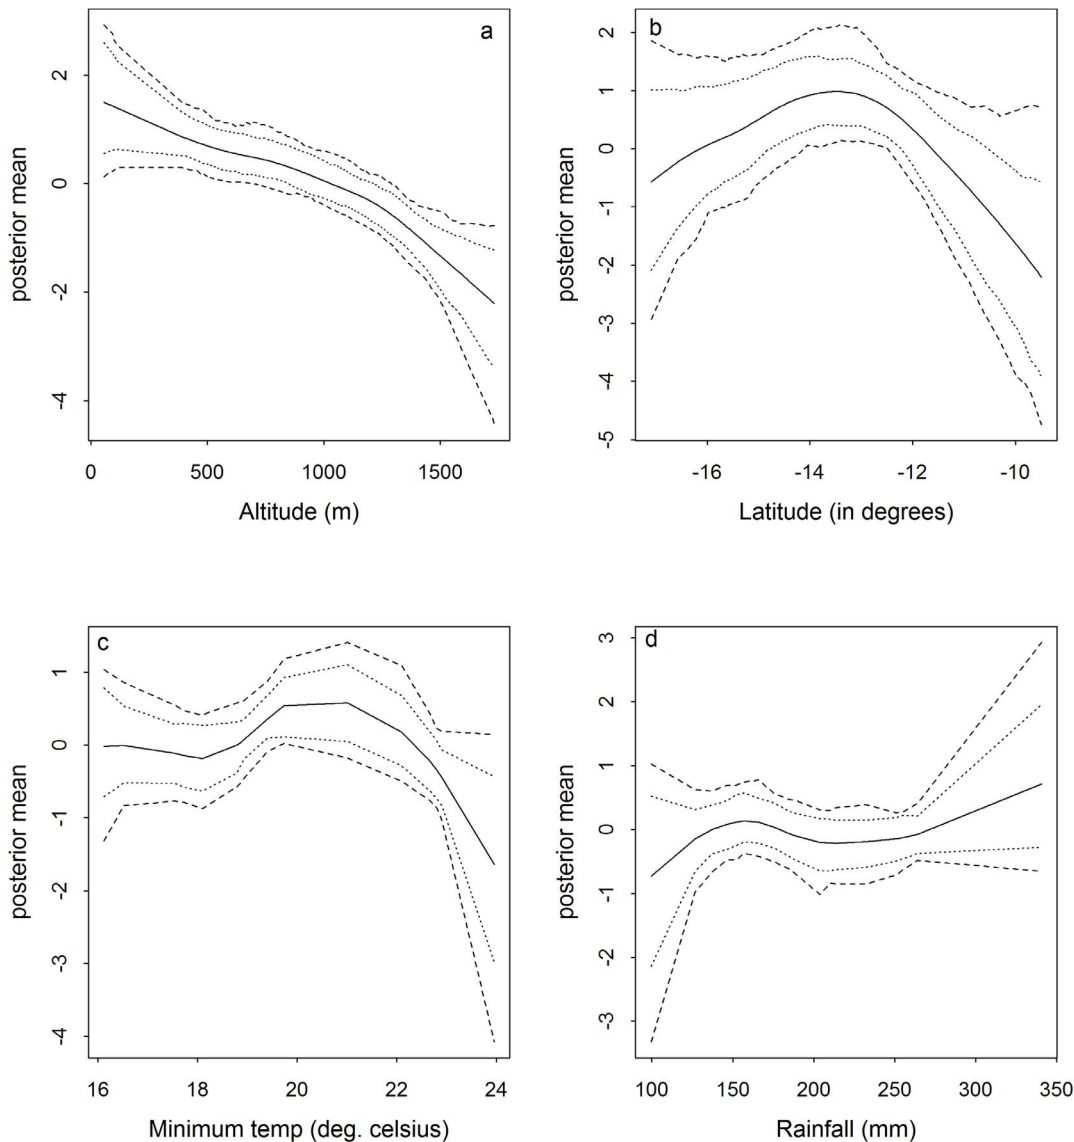 a
posterior mean
2
0
-2
-4
0 500 1000 1500
Altitude (m)
b
posterior mean
2
1
0
-1
-2
-3
-4
-5
-16 -14 -12 -10
Latitude (in degrees)
c
posterior mean
1
0
-1
-2
-3
-4
16 18 20 22 24
Minimum temp (deg. celsius)
d
posterior mean
3
2
1
0
-1
-2
-3
100 150 200 250 300 350
Rainfall (mm)